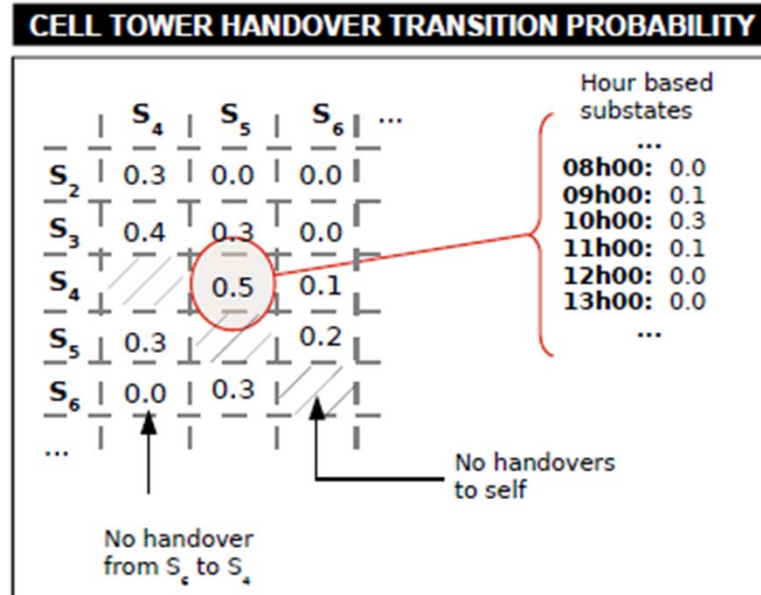 CELL TOWER HANDOVER TRANSITION PROBABILITY
Hour based
substates
...
08h00: 0.0
09h00: 0.1
10h00: 0.3
11h00: 0.1
12h00: 0.0
13h00: 0.0
...
S4 S5 S6 ...
S2 0.3 0.0 0.0
S3 0.4 0.3 0.0
S4 0.5 0.1
S5 0.3 0.2
S6 0.0 0.3
...
No handovers
to self
No handover
from S6 to S4